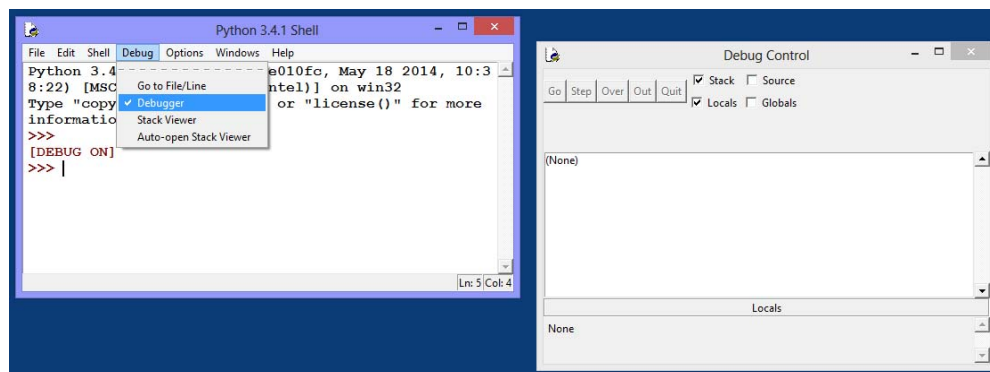 Python 3.4.1 Shell
File Edit Shell Debug Options Windows Help
Python 3.4
e010fc, May 18 2014, 10:3
8:22) [MSC
ntel)] on win32
Type "copy
or "license()" for more
informatio
>>>
[DEBUG ON]
>>>
Go to File/Line
Debugger
Stack Viewer
Auto-open Stack Viewer
Ln: 5 Col: 4
Debug Control
Go Step Over Out Quit
Stack Source
Locals Globals
(None)
Locals
None